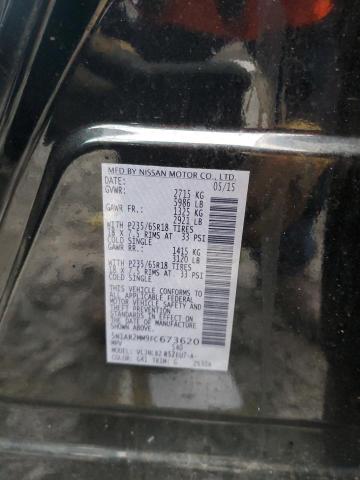 MFD BY NISSAN MOTOR CO., LTD.
DATE: 05/15
GVWR: 2715 KG
5986 LB
GAWR FR.: 1325 KG
2921 LB
WITH P235/65R18 TIRES
18 X 7.5 RIMS AT 33 PSI
COLD SINGLE
GAWR RR.: 1415 KG
3120 LB
WITH P235/65R18 TIRES
18 X 7.5 RIMS AT 33 PSI
COLD SINGLE
THIS VEHICLE CONFORMS TO ALL
APPLICABLE U.S. FEDERAL MOTOR
VEHICLE SAFETY AND
THEFT PREVENTION STANDARDS IN
EFFECT ON THE DATE OF
MANUFACTURE SHOWN ABOVE.
5N1AR2MM9FC673620
MPV
MODEL:
COLOR: TRIM: G